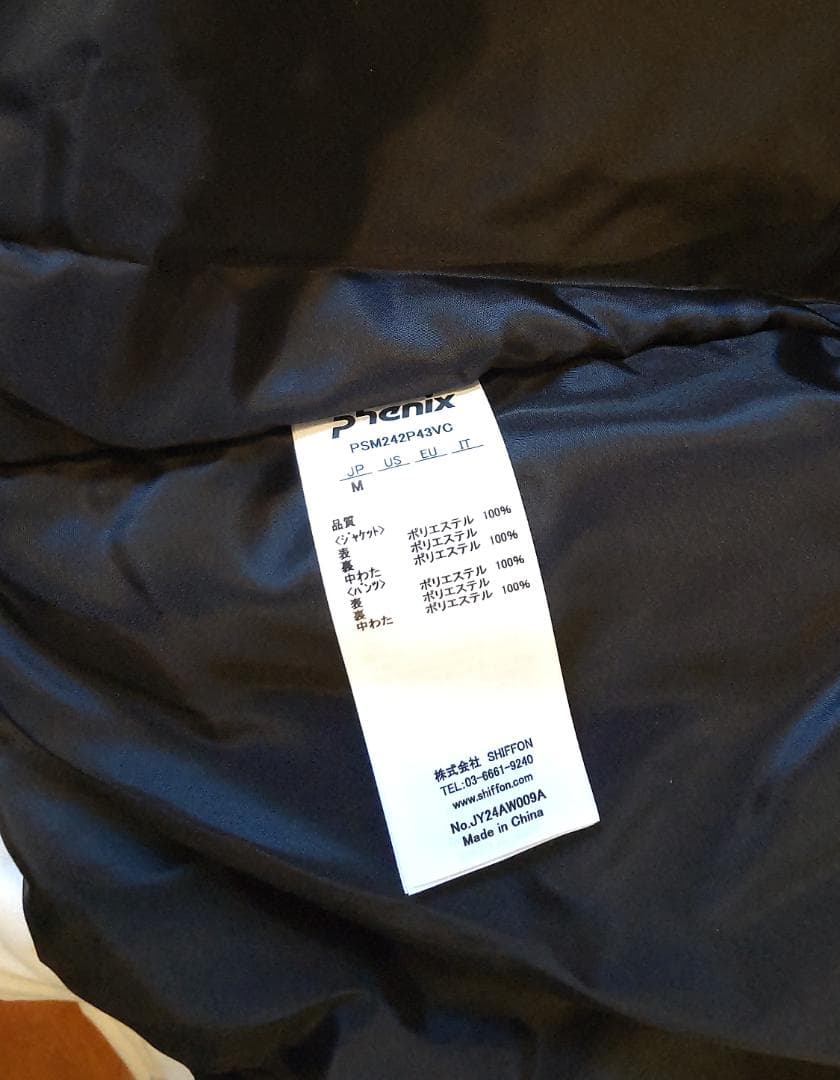 Phenix
PSM242P43VC
JP US EU IT
M
品質
<ジャケット>
表 ポリエステル 100%
裏 ポリエステル
中わた ポリエステル 100%
<パンツ>
表 ポリエステル 100%
裏 ポリエステル
中わた ポリエステル 100%
株式会社 SHIFFON
TEL:03-6661-9240
www.shiffon.com
No.JY24AW009A
Made in China